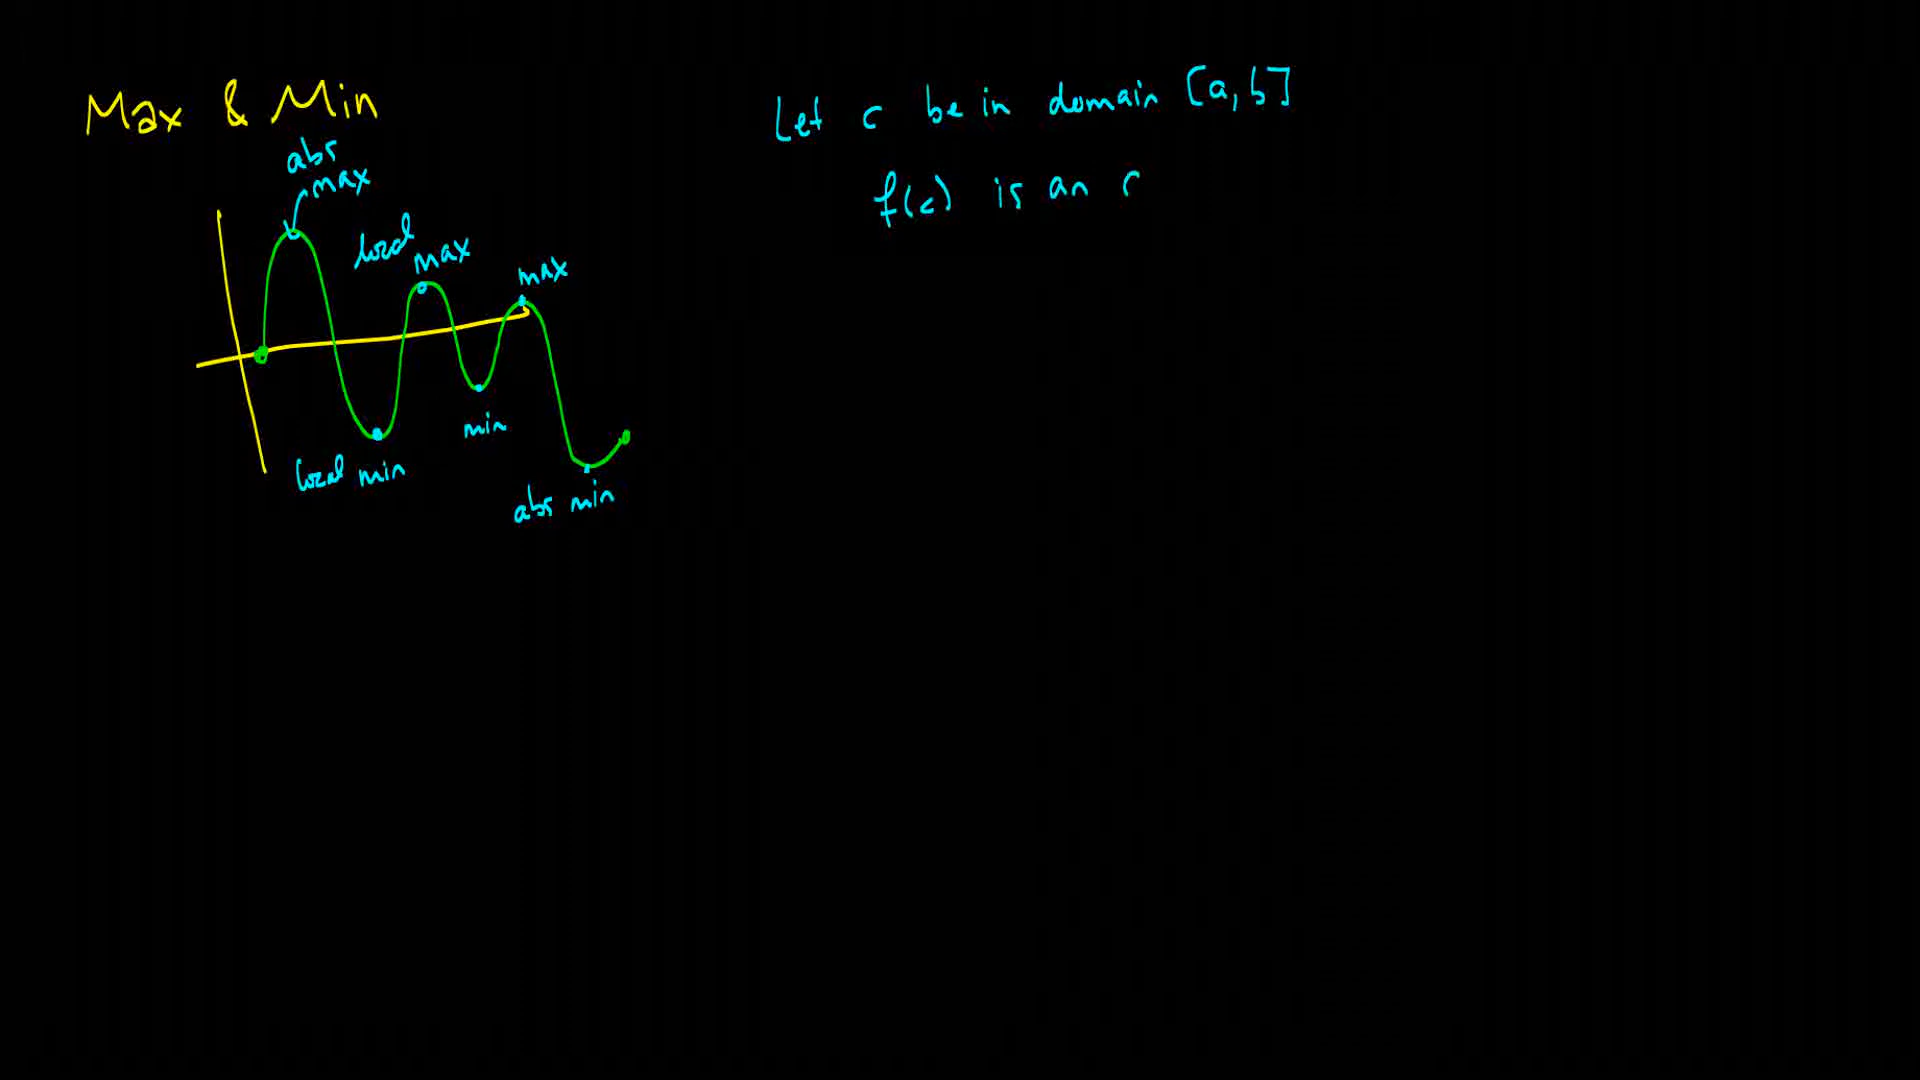 Max & Min
abs
max
local
max
max
min
local min
abs min
Let c be in domain [a, b]
f(c) is an